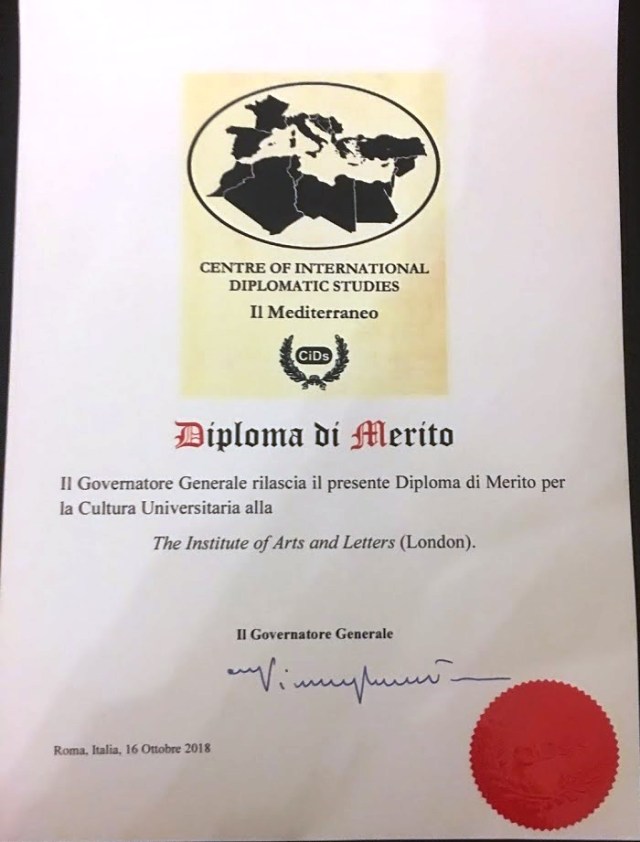 CENTRE OF INTERNATIONAL
DIPLOMATIC STUDIES
Il Mediterraneo
CiDs
Diploma di Merito
Il Governatore Generale rilascia il presente Diploma di Merito per
la Cultura Universitaria alla
The Institute of Arts and Letters (London).
Il Governatore Generale
Roma, Italia, 16 Ottobre 2018